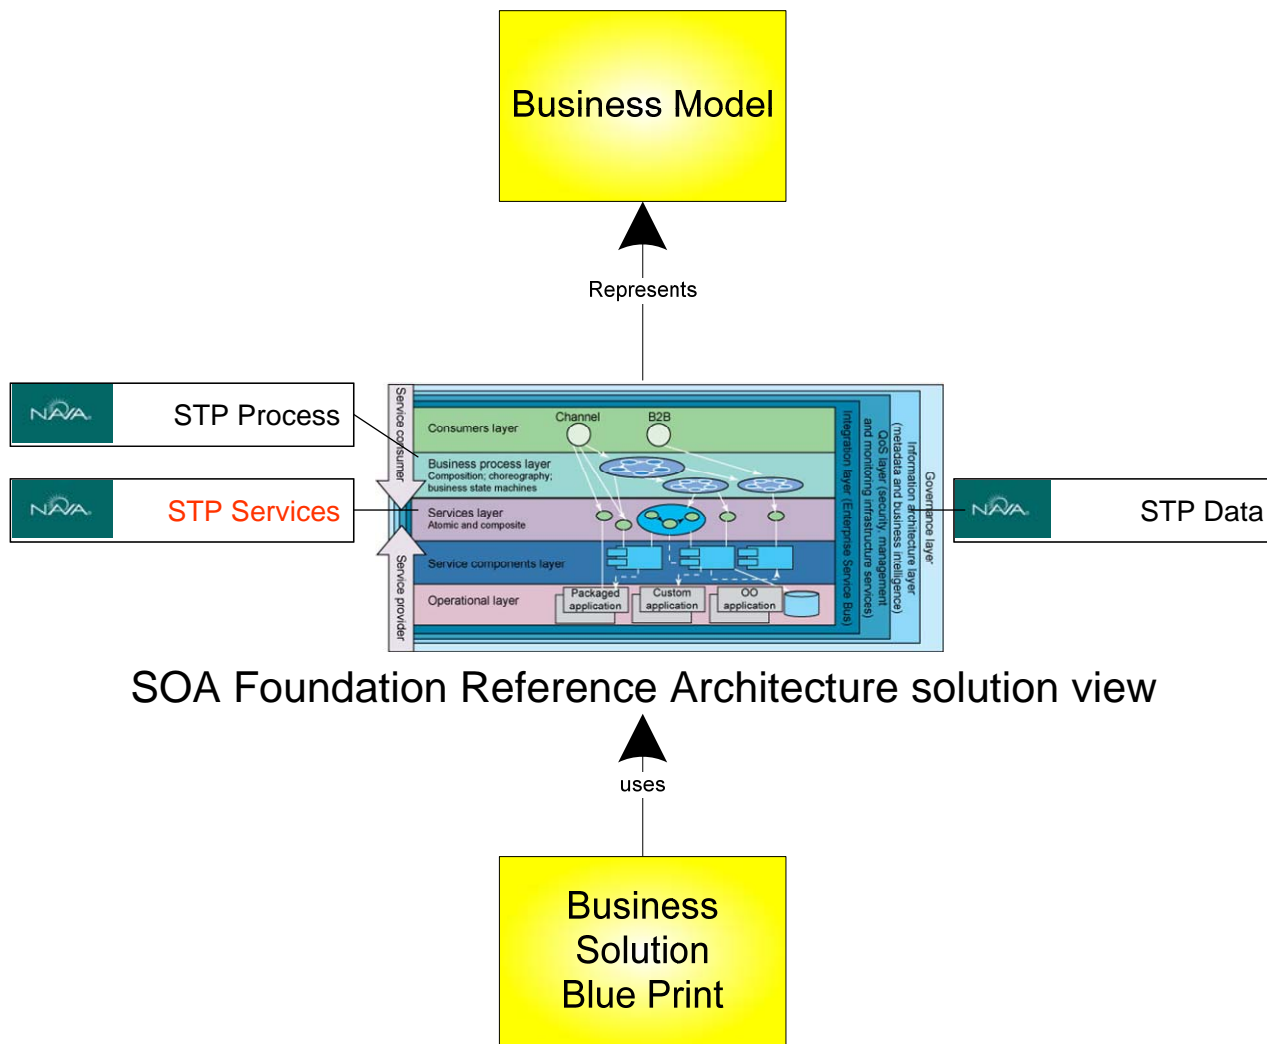 Business Model
Represents
NAVA
STP Process
NAVA
STP Services
Service consumer
Service provider
Consumers layer
Channel
B2B
Business process layer
Composition; choreography;
business state machines
Services layer
Atomic and composite
Service components layer
Operational layer
Packaged
application
Custom
application
OO
application
Integration layer (Enterprise Service Bus)
QoS layer (security, management
and monitoring infrastructure services)
Information architecture layer
(metadata and business intelligence)
Governance layer
NAVA
STP Data
SOA Foundation Reference Architecture solution view
uses
Business
Solution
Blue Print